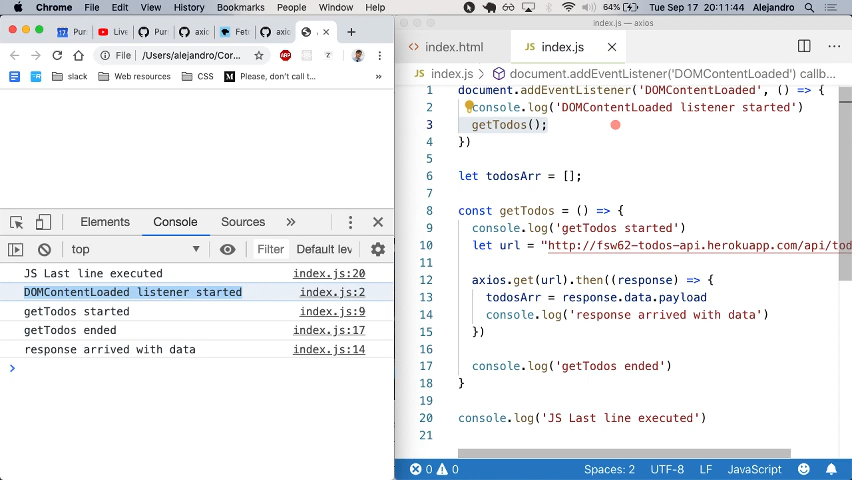 Chrome File Edit View History Bookmarks People Window Help 64% Tue Sep 17 20:11:44 Alejandro
index.js — axios
17 Pur
Live
Pur
axic
Fet
axic
index.html
index.js
File /Users/alejandro/Cor...
index.js document.addEventListener('DOMContentLoaded') callb
slack
CSS
Please, don't call t...
Elements Console Sources
top Filter Default lev
JS Last line executed index.js:20
DOMContentLoaded listener started index.js:2
getTodos started index.js:9
getTodos ended index.js:17
response arrived with data index.js:14
1 document.addEventListener('DOMContentLoaded', () => {
2 console.log('DOMContentLoaded listener started')
3 getTodos();
4 })
5
6 let todosArr = [];
7
8 const getTodos = () => {
9 console.log('getTodos started')
10 let url = "http://fsw62-todos-api.herokuapp.com/api/tod
11
12 axios.get(url).then((response) => {
13 todosArr = response.data.payload
14 console.log('response arrived with data')
15 })
16
17 console.log('getTodos ended')
18 }
19
20 console.log('JS Last line executed')
21
0 0 Spaces: 2 UTF-8 LF JavaScript